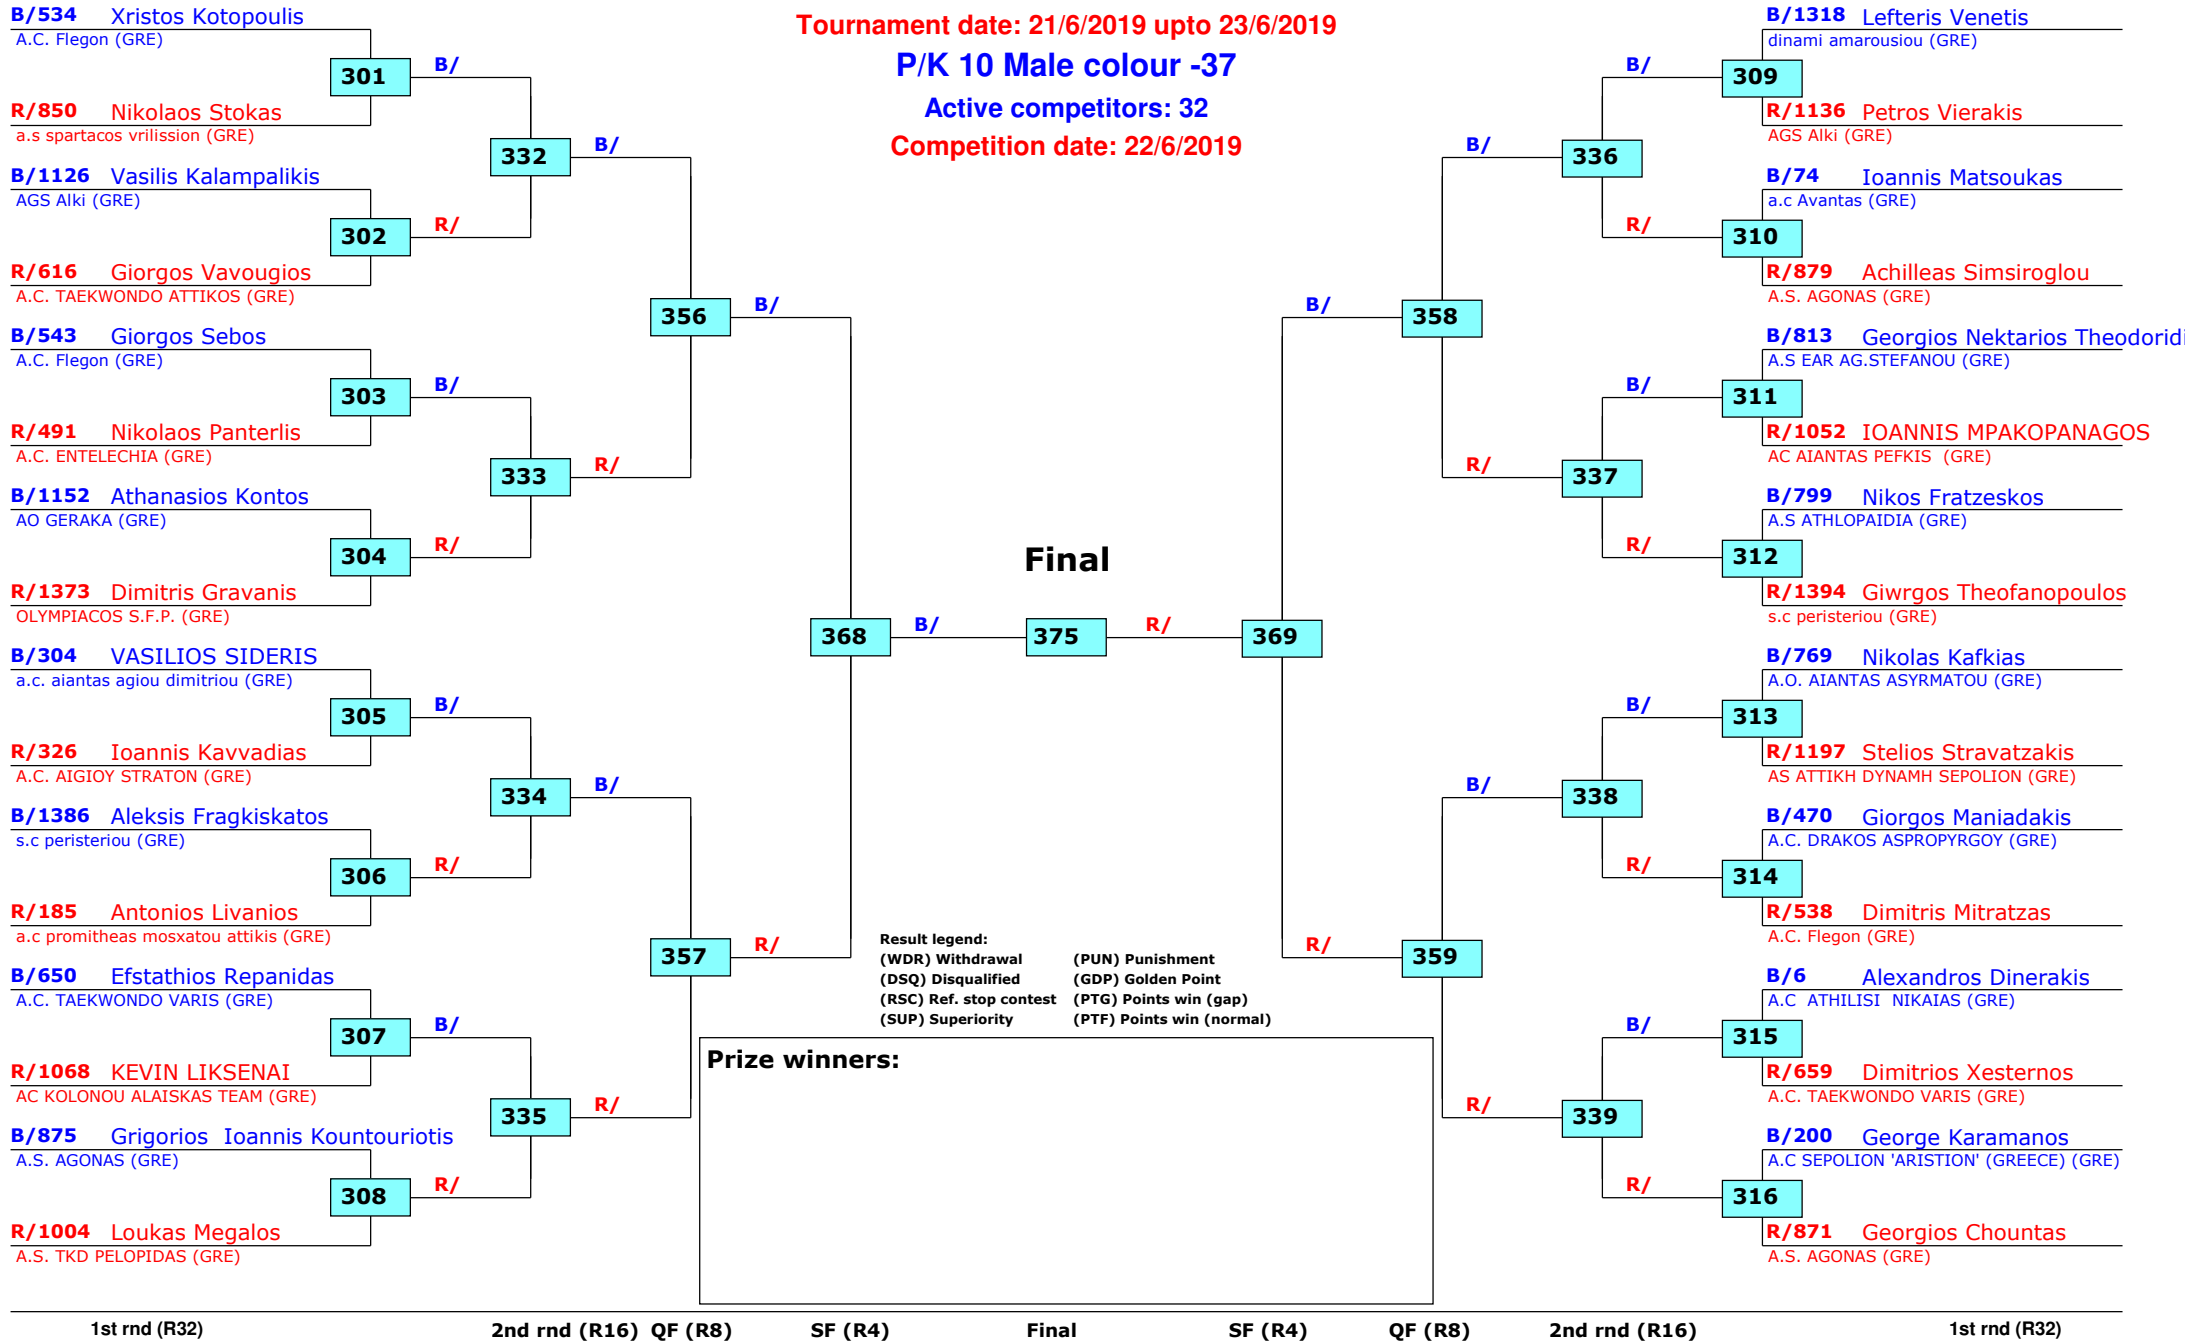 Tournament date: 21/6/2019 upto 23/6/2019
P/K 10 Male colour -37
Active competitors: 32
Competition date: 22/6/2019
B/534 Xristos Kotopoulis
A.C. Flegon (GRE)
301 B/
R/850 Nikolaos Stokas
a.s spartacos vrilission (GRE)
332 B/
B/1126 Vasilis Kalampalikis
AGS Alki (GRE)
302 R/
R/616 Giorgos Vavougios
A.C. TAEKWONDO ATTIKOS (GRE)
356 B/
B/543 Giorgos Sebos
A.C. Flegon (GRE)
303 B/
R/491 Nikolaos Panterlis
A.C. ENTELECHIA (GRE)
333 R/
B/1152 Athanasios Kontos
AO GERAKA (GRE)
304 R/
R/1373 Dimitris Gravanis
OLYMPIACOS S.F.P. (GRE)
B/304 VASILIOS SIDERIS
a.c. aiantas agiou dimitriou (GRE)
305 B/
R/326 Ioannis Kavvadias
A.C. AIGIOY STRATON (GRE)
334 B/
B/1386 Aleksis Fragkiskatos
s.c peristeriou (GRE)
306 R/
R/185 Antonios Livanios
a.c promitheas mosxatou attikis (GRE)
357 R/
B/650 Efstathios Repanidas
A.C. TAEKWONDO VARIS (GRE)
307 B/
R/1068 KEVIN LIKSENAI
AC KOLONOU ALAISKAS TEAM (GRE)
335 R/
B/875 Grigorios Ioannis Kountouriotis
A.S. AGONAS (GRE)
308 R/
R/1004 Loukas Megalos
A.S. TKD PELOPIDAS (GRE)
Final
368 B/ 375 R/ 369
B/1318 Lefteris Venetis
dinami amarousiou (GRE)
B/ 309
R/1136 Petros Vierakis
AGS Alki (GRE)
B/ 336
B/74 Ioannis Matsoukas
a.c Avantas (GRE)
R/ 310
R/879 Achilleas Simsiroglou
A.S. AGONAS (GRE)
B/ 358
B/813 Georgios Nektarios Theodoridi
A.S EAR AG.STEFANOU (GRE)
B/ 311
R/1052 IOANNIS MPAKOPANAGOS
AC AIANTAS PEFKIS (GRE)
R/ 337
B/799 Nikos Fratzeskos
A.S ATHLOPAIDIA (GRE)
R/ 312
R/1394 Giwrgos Theofanopoulos
s.c peristeriou (GRE)
B/769 Nikolas Kafkias
A.O. AIANTAS ASYRMATOU (GRE)
B/ 313
R/1197 Stelios Stravatzakis
AS ATTIKH DYNAMH SEPOLION (GRE)
B/ 338
B/470 Giorgos Maniadakis
A.C. DRAKOS ASPROPYRGOY (GRE)
R/ 314
R/538 Dimitris Mitratzas
A.C. Flegon (GRE)
R/ 359
B/6 Alexandros Dinerakis
A.C ATHILISI NIKAIAS (GRE)
B/ 315
R/659 Dimitrios Xesternos
A.C. TAEKWONDO VARIS (GRE)
R/ 339
B/200 George Karamanos
A.C SEPOLION 'ARISTION' (GREECE) (GRE)
R/ 316
R/871 Georgios Chountas
A.S. AGONAS (GRE)
Result legend:
(WDR) Withdrawal (PUN) Punishment
(DSQ) Disqualified (GDP) Golden Point
(RSC) Ref. stop contest (PTG) Points win (gap)
(SUP) Superiority (PTF) Points win (normal)
Prize winners:
1st rnd (R32) 2nd rnd (R16) QF (R8) SF (R4) Final SF (R4) QF (R8) 2nd rnd (R16) 1st rnd (R32)